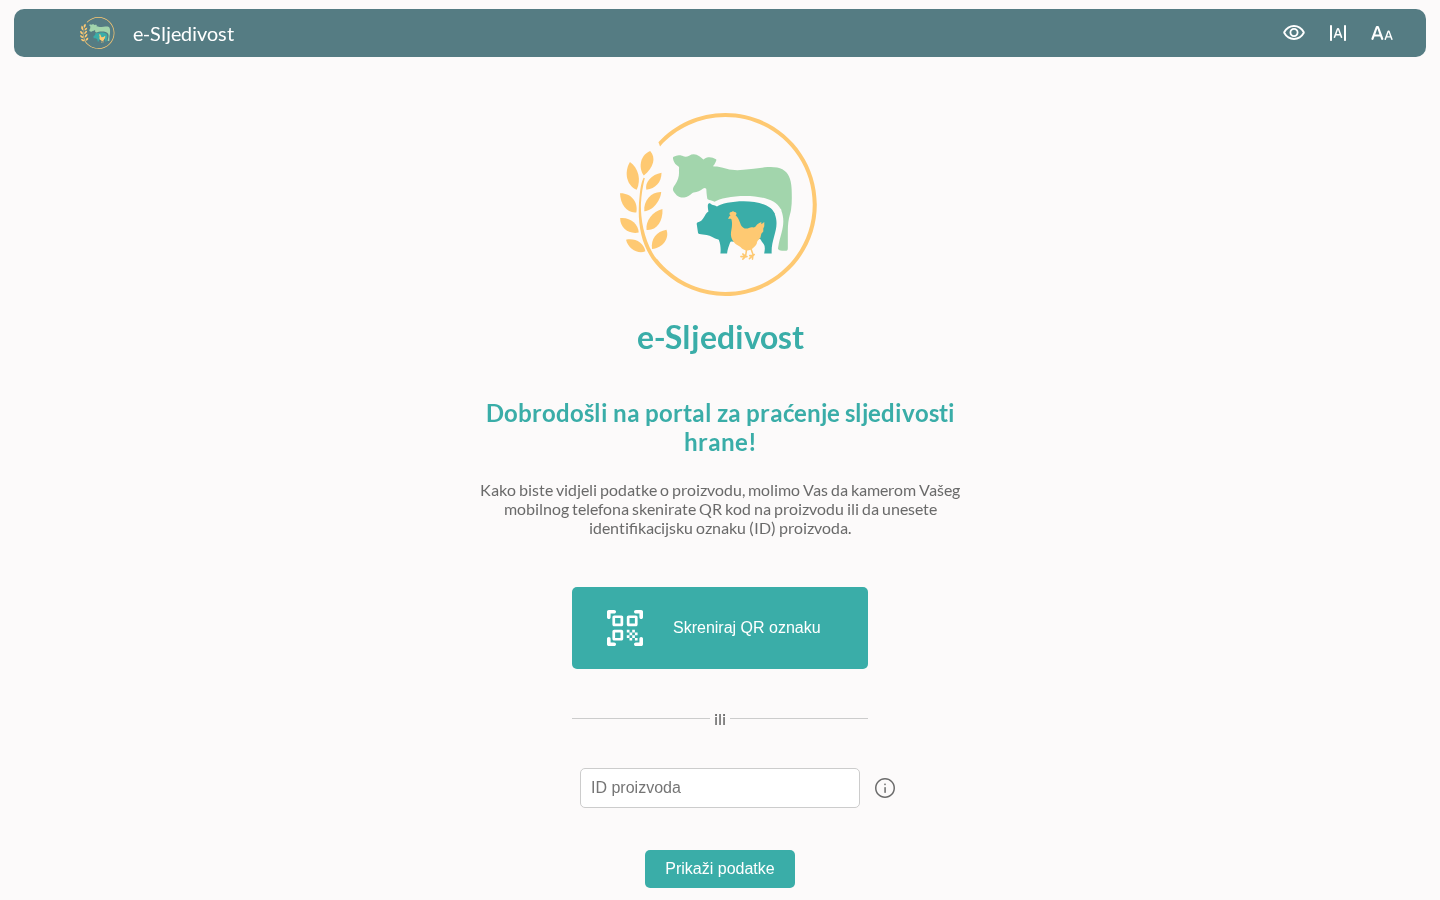 e-Sljedivost
A
AA
e-Sljedivost
Dobrodošli na portal za praćenje sljedivosti
hrane!
Kako biste vidjeli podatke o proizvodu, molimo Vas da kamerom Vašeg
mobilnog telefona skenirate QR kod na proizvodu ili da unesete
identifikacijsku oznaku (ID) proizvoda.
Skreniraj QR oznaku
ili
ID proizvoda
Prikaži podatke